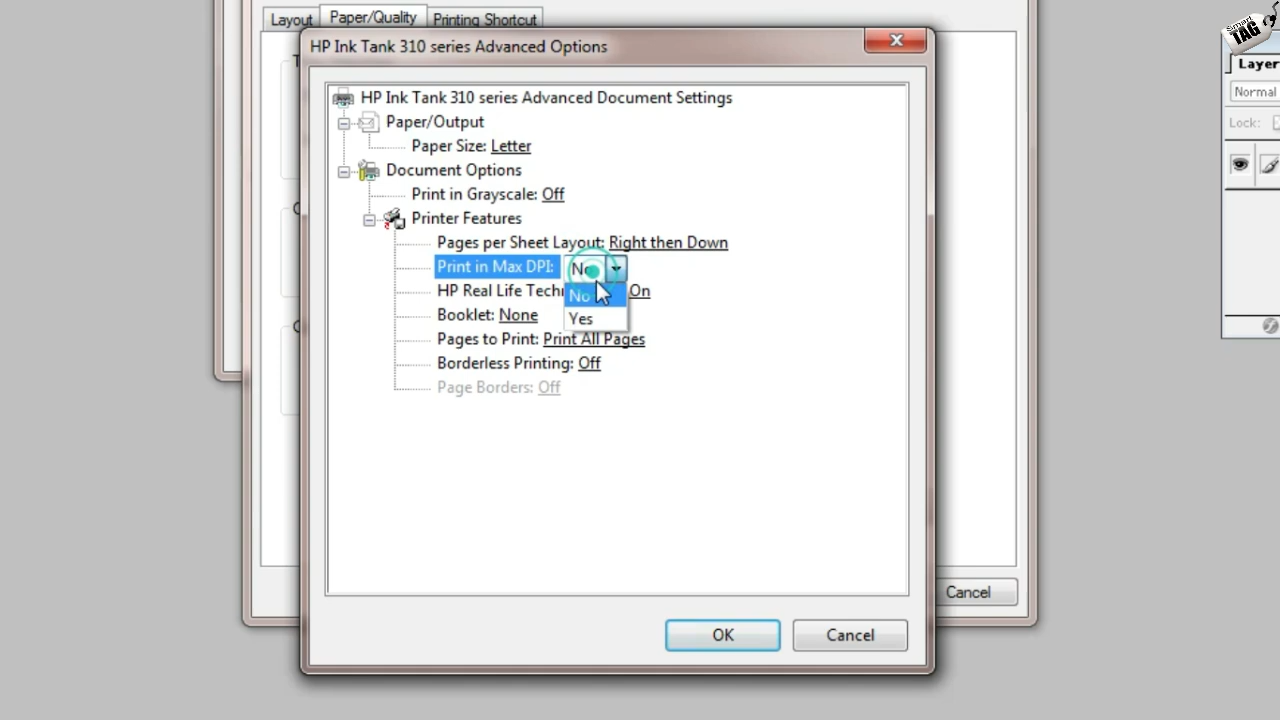 Layout Paper/Quality Printing Shortcut
HP Ink Tank 310 series Advanced Options
HP Ink Tank 310 series Advanced Document Settings
Paper/Output
Paper Size: Letter
Document Options
Print in Grayscale: Off
Printer Features
Pages per Sheet Layout: Right then Down
Print in Max DPI: No
No
Yes
HP Real Life On
Booklet: None
Pages to Print: Print All Pages
Borderless Printing: Off
Page Borders: Off
OK Cancel
Cancel
TAG
Normal
Lock: